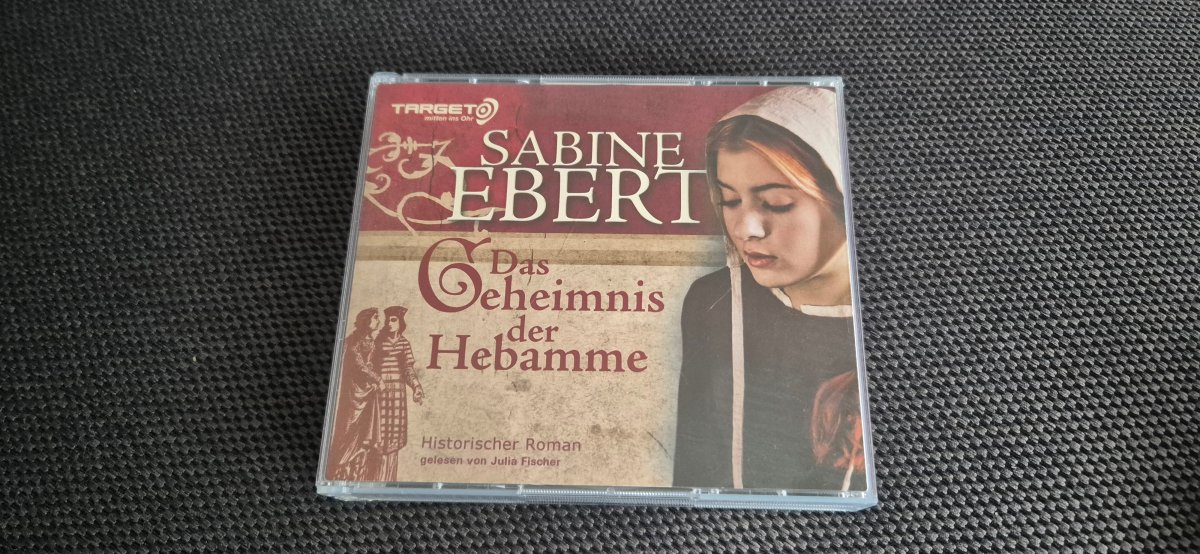 TARGET
mitten ins Ohr
SABINE
EBERT
Das
Geheimnis
der
Hebamme
Historischer Roman
gelesen von Julia Fischer